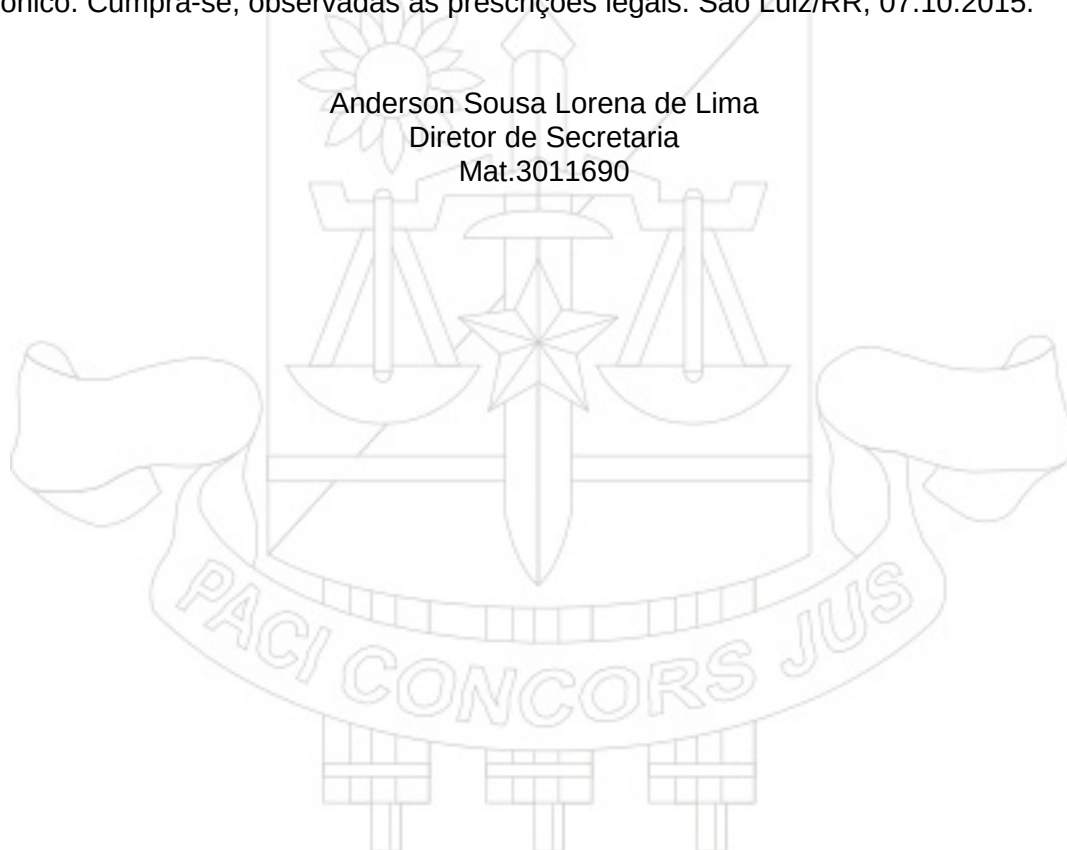 ônico. Cumpra-se, observadas as prescrições legais. São Luiz/RR, 07.10.2015.
Anderson Sousa Lorena de Lima
Diretor de Secretaria
Mat.3011690
PACI CONCORS JUS